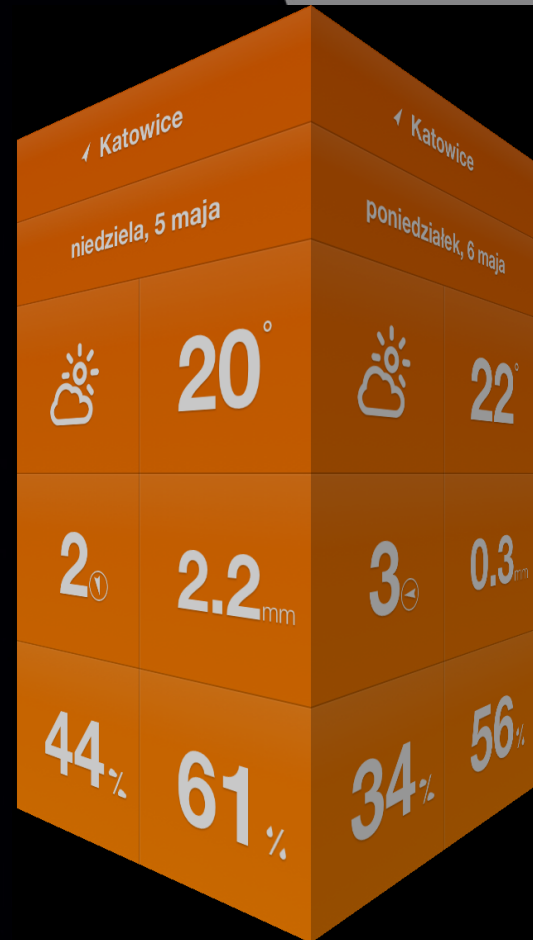 Katowice
niedziela, 5 maja
20°
2 2.2mm
44% 61%
Katowice
poniedziałek, 6 maja
22°
3 0.3mm
34% 56%